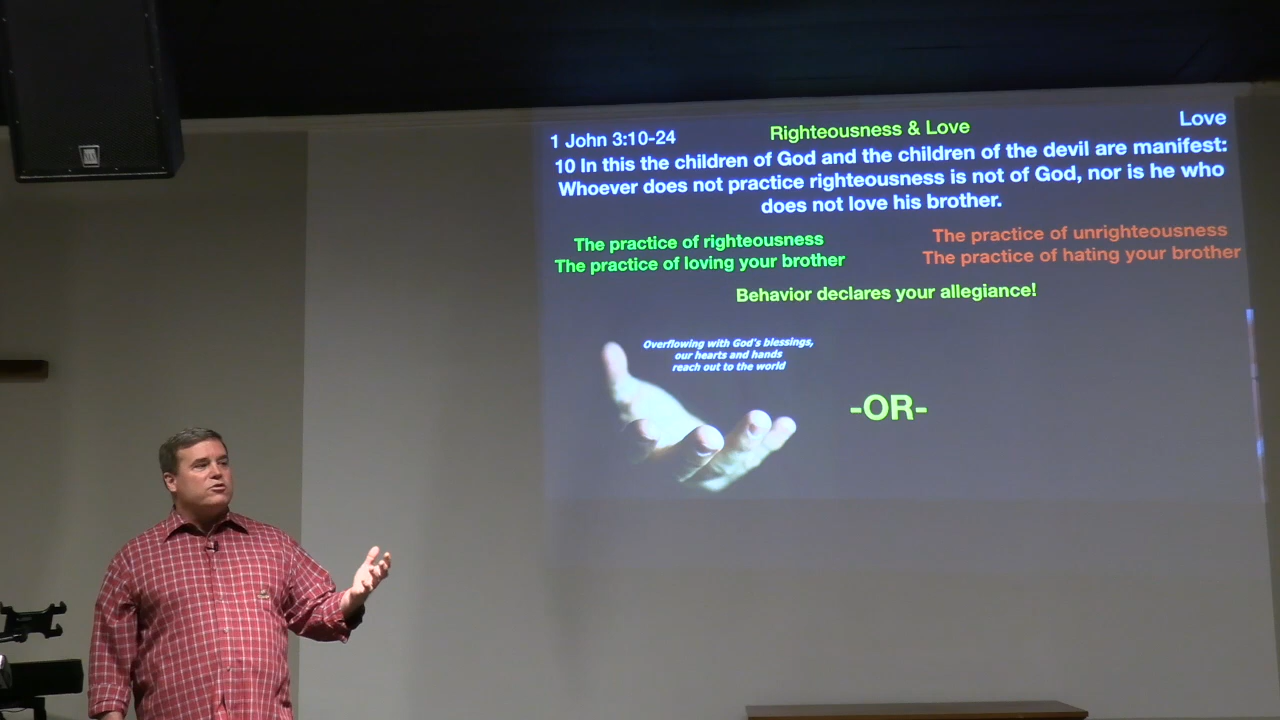 1 John 3:10-24
Righteousness & Love
Love
10 In this the children of God and the children of the devil are manifest:
Whoever does not practice righteousness is not of God, nor is he who
does not love his brother.
The practice of righteousness
The practice of loving your brother
The practice of unrighteousness
The practice of hating your brother
Behavior declares your allegiance!
Overflowing with God's blessings,
our hearts and hands
reach out to the world
-OR-